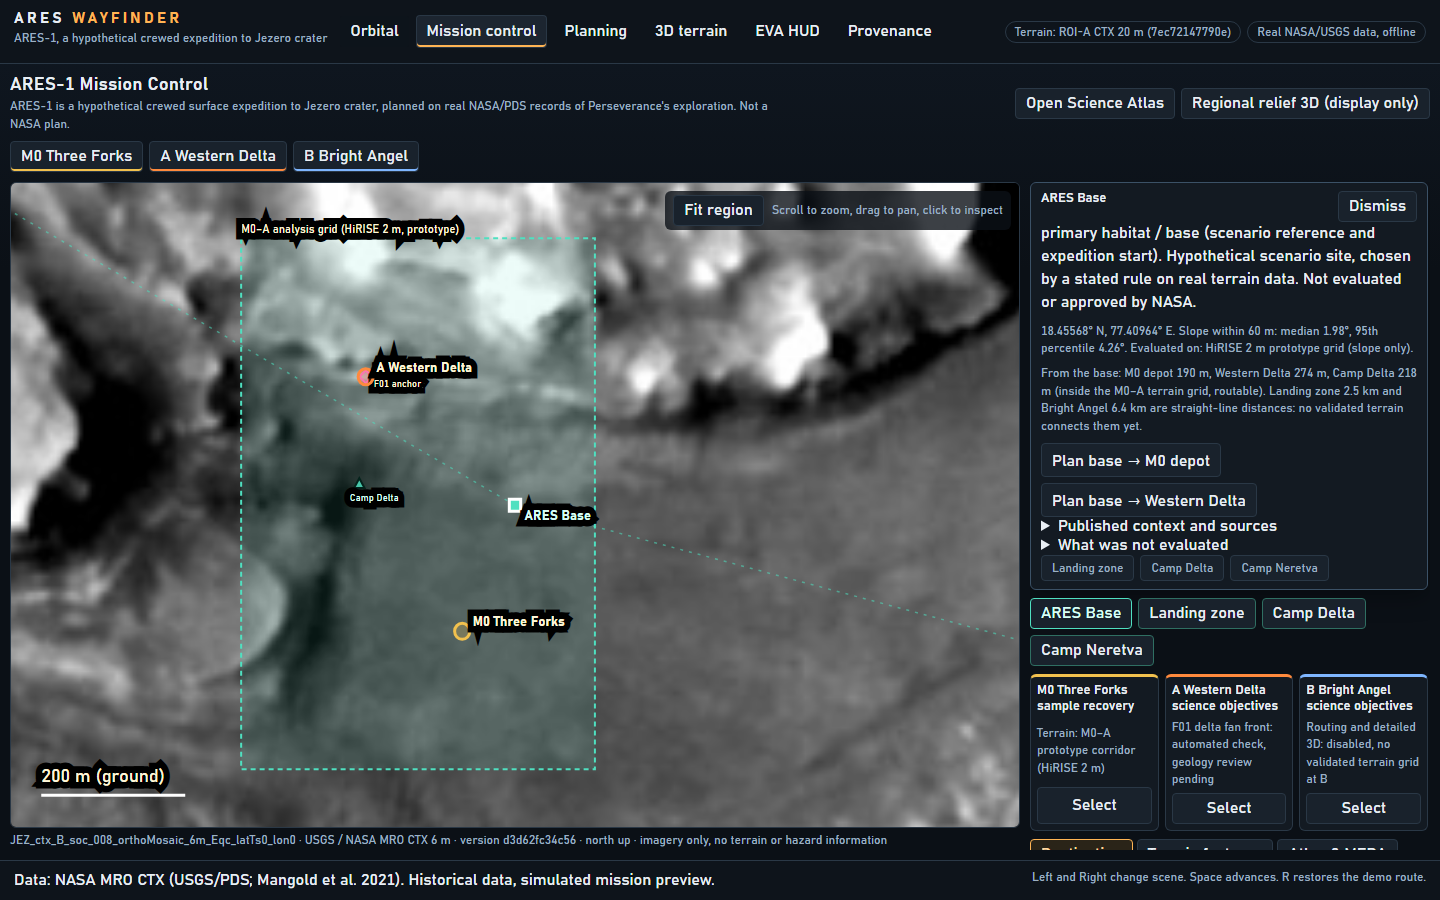 ARES WAYFINDER
ARES-1, a hypothetical crewed expedition to Jezero crater
Orbital
Mission control
Planning
3D terrain
EVA HUD
Provenance
Terrain: ROI-A CTX 20 m (7ec72147790e)
Real NASA/USGS data, offline
ARES-1 Mission Control
ARES-1 is a hypothetical crewed surface expedition to Jezero crater, planned on real NASA/PDS records of Perseverance's exploration. Not a
NASA plan.
Open Science Atlas
Regional relief 3D (display only)
M0 Three Forks
A Western Delta
B Bright Angel
M0–A analysis grid (HiRISE 2 m, prototype)
Fit region
Scroll to zoom, drag to pan, click to inspect
A Western Delta
F01 anchor
Camp Delta
ARES Base
M0 Three Forks
200 m (ground)
ARES Base
Dismiss
primary habitat / base (scenario reference and
expedition start). Hypothetical scenario site, chosen
by a stated rule on real terrain data. Not evaluated
or approved by NASA.
18.45568° N, 77.40964° E. Slope within 60 m: median 1.98°, 95th
percentile 4.26°. Evaluated on: HiRISE 2 m prototype grid (slope only).
From the base: M0 depot 190 m, Western Delta 274 m, Camp Delta 218
m (inside the M0–A terrain grid, routable). Landing zone 2.5 km and
Bright Angel 6.4 km are straight-line distances: no validated terrain
connects them yet.
Plan base → M0 depot
Plan base → Western Delta
▶ Published context and sources
▶ What was not evaluated
Landing zone
Camp Delta
Camp Neretva
ARES Base
Landing zone
Camp Delta
Camp Neretva
M0 Three Forks
sample recovery
Terrain: M0–A
prototype corridor
(HiRISE 2 m)
Select
A Western Delta
science objectives
F01 delta fan front:
automated check,
geology review
pending
Select
B Bright Angel
science objectives
Routing and detailed
3D: disabled, no
validated terrain grid
at B
Select
JEZ_ctx_B_soc_008_orthoMosaic_6m_Eqc_latTs0_lon0 · USGS / NASA MRO CTX 6 m · version d3d62fc34c56 · north up · imagery only, no terrain or hazard information
Data: NASA MRO CTX (USGS/PDS; Mangold et al. 2021). Historical data, simulated mission preview.
Left and Right change scene. Space advances. R restores the demo route.